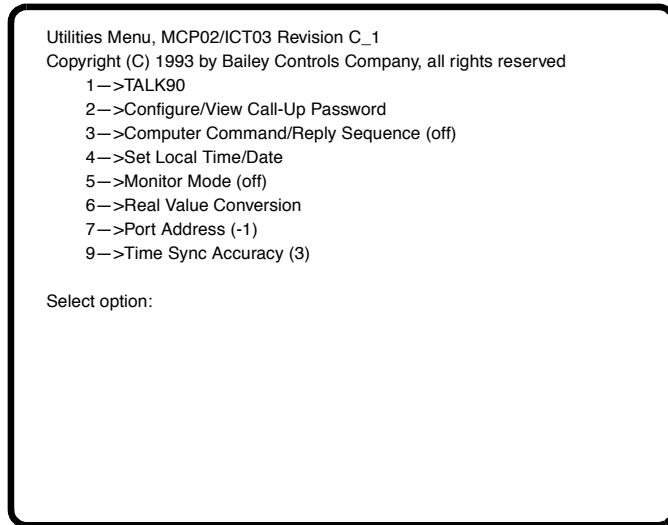 Utilities Menu, MCP02/ICT03 Revision C_1
Copyright (C) 1993 by Bailey Controls Company, all rights reserved
1—>TALK90
2—>Configure/View Call-Up Password
3—>Computer Command/Reply Sequence (off)
4—>Set Local Time/Date
5—>Monitor Mode (off)
6—>Real Value Conversion
7—>Port Address (-1)
9—>Time Sync Accuracy (3)
Select option: